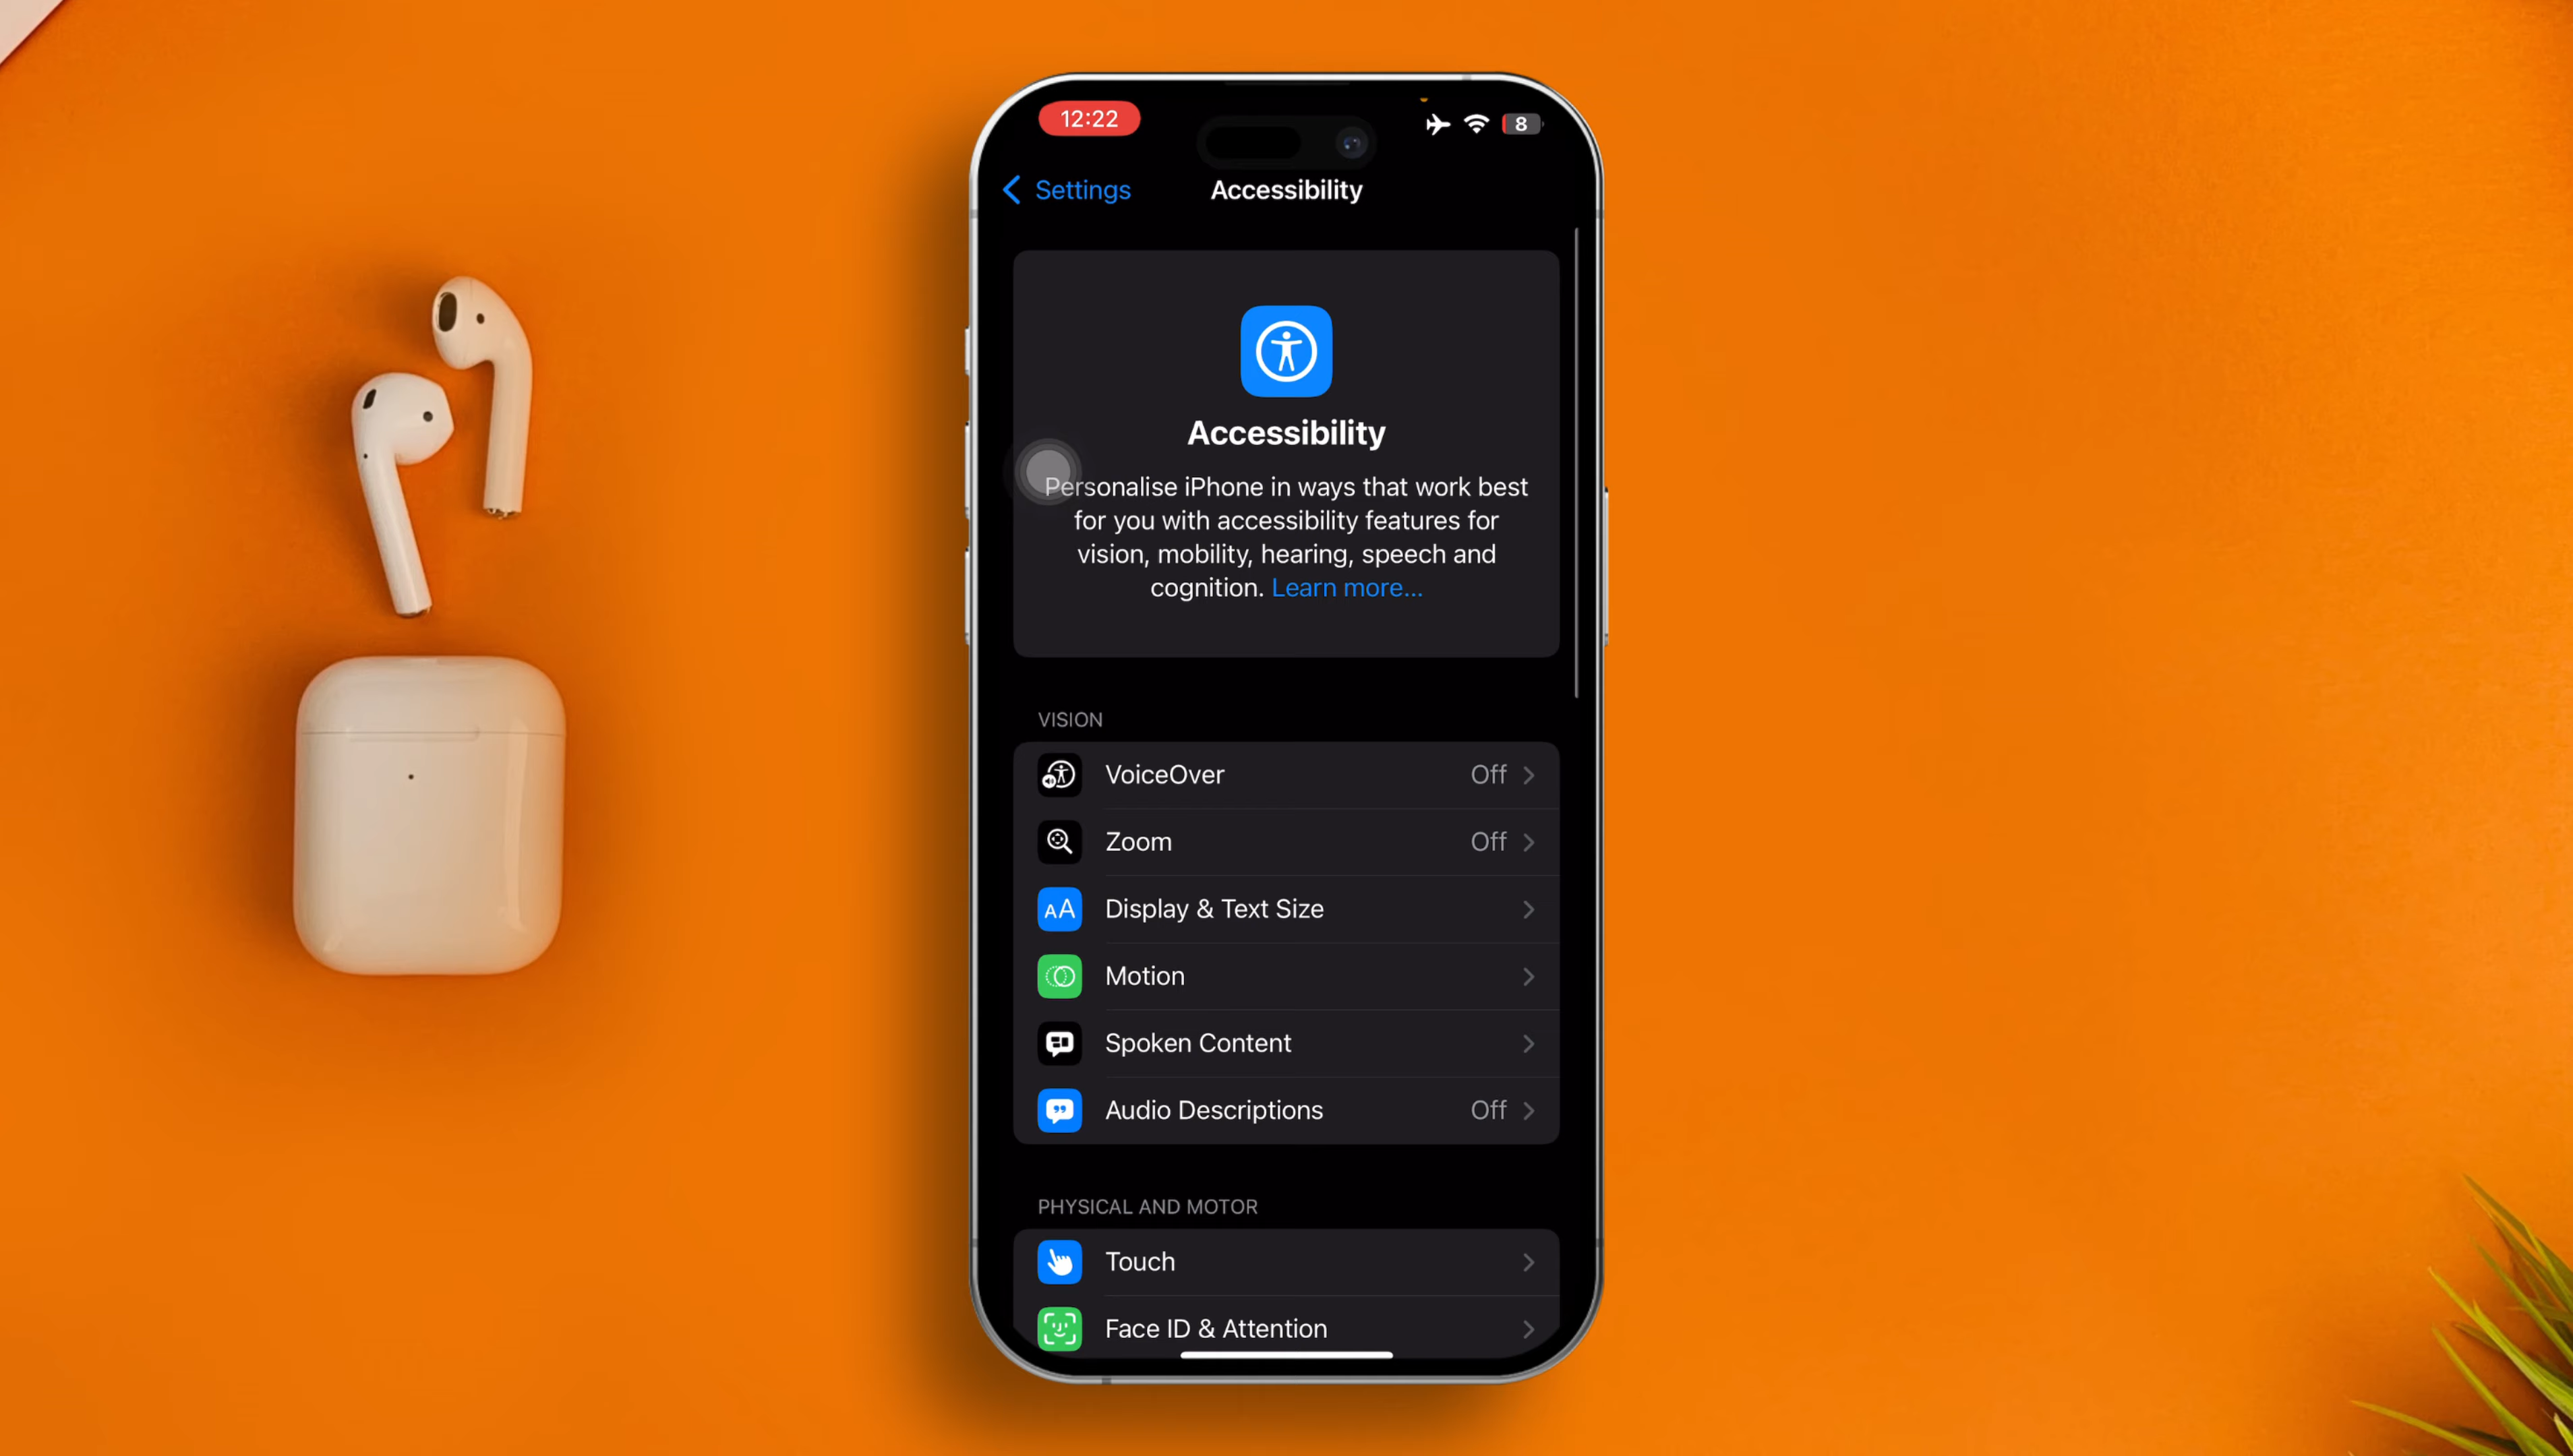 12:22
8
Settings
Accessibility
Accessibility
Personalise iPhone in ways that work best
for you with accessibility features for
vision, mobility, hearing, speech and
cognition. Learn more...
VISION
VoiceOver Off
Zoom Off
AA Display & Text Size
Motion
Spoken Content
Audio Descriptions Off
PHYSICAL AND MOTOR
Touch
Face ID & Attention